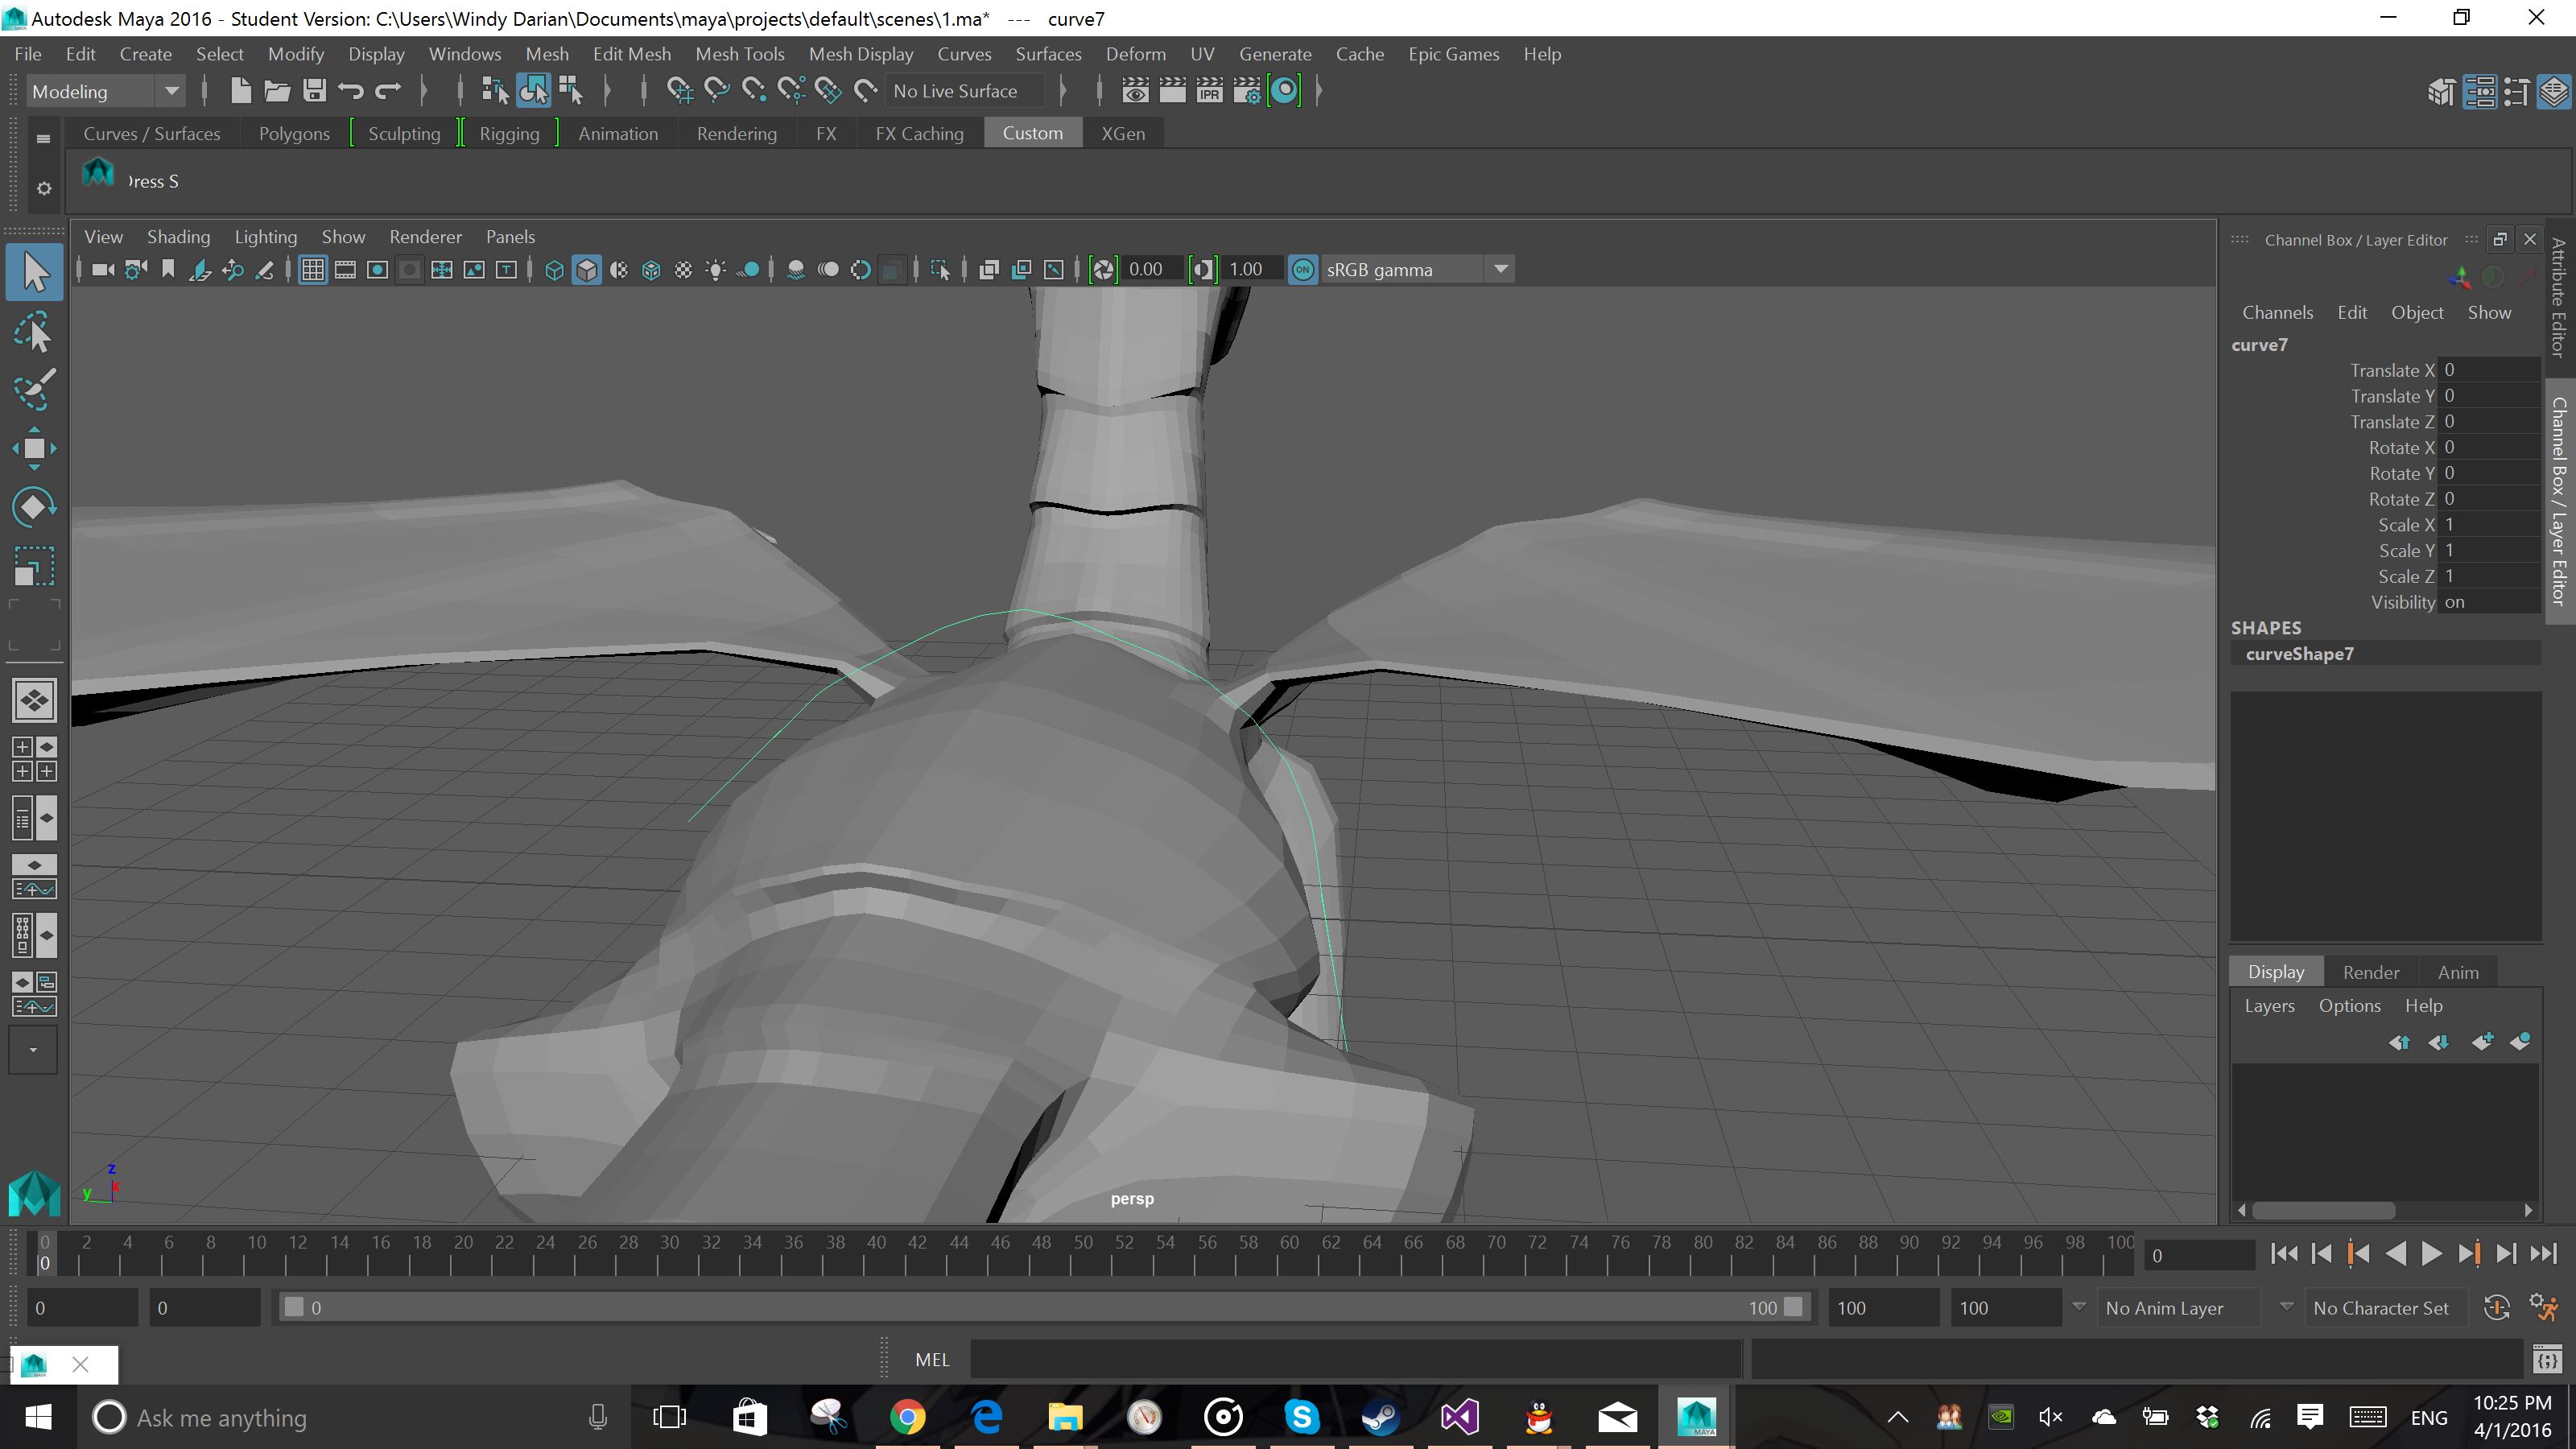 Autodesk Maya 2016 - Student Version: C:\Users\Windy Darian\Documents\maya\projects\default\scenes\1.ma* --- curve7
File Edit Create Select Modify Display Windows Mesh Edit Mesh Mesh Tools Mesh Display Curves Surfaces Deform UV Generate Cache Epic Games Help
Modeling No Live Surface IPR
Curves / Surfaces Polygons Sculpting Rigging Animation Rendering FX FX Caching Custom XGen
ress S
View Shading Lighting Show Renderer Panels
0.00 1.00 ON sRGB gamma
Channel Box / Layer Editor
Channels Edit Object Show
curve7
Translate X 0
Translate Y 0
Translate Z 0
Rotate X 0
Rotate Y 0
Rotate Z 0
Scale X 1
Scale Y 1
Scale Z 1
Visibility on
SHAPES
curveShape7
Attribute Editor
Channel Box / Layer Editor
Display Render Anim
Layers Options Help
z
y x
persp
0 2 4 6 8 10 12 14 16 18 20 22 24 26 28 30 32 34 36 38 40 42 44 46 48 50 52 54 56 58 60 62 64 66 68 70 72 74 76 78 80 82 84 86 88 90 92 94 96 98 100
0 0
0 0 0 100 100 100 No Anim Layer No Character Set
MEL
Ask me anything
MAYA
ENG
10:25 PM
4/1/2016